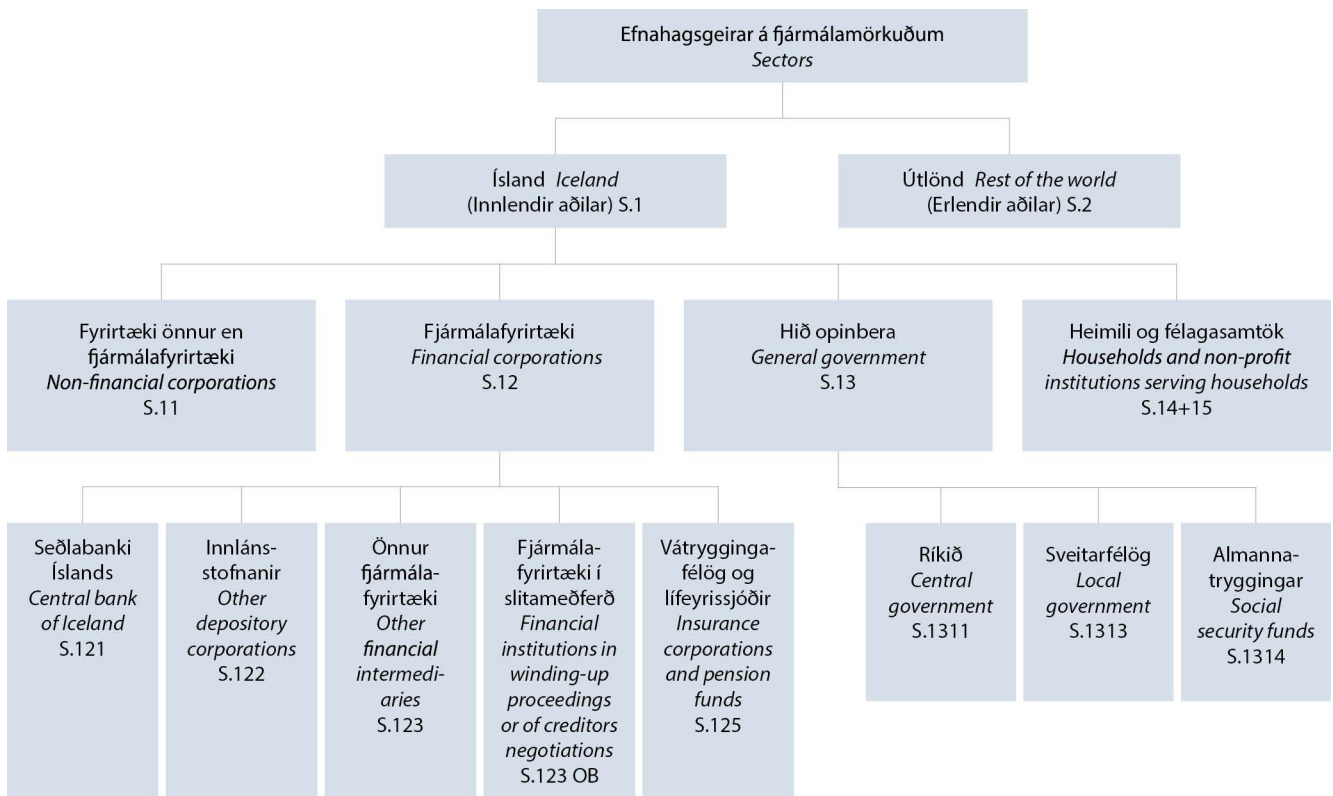 Efnahagsgeirar á fjármálamörkuðum
Sectors
Ísland Iceland
(Innlendir aðilar) S.1
Útlönd Rest of the world
(Erlendir aðilar) S.2
Fyrirtæki önnur en
fjármálafyrirtæki
Non-financial corporations
S.11
Fjármálafyrirtæki
Financial corporations
S.12
Hið opinbera
General government
S.13
Heimili og félagasamtök
Households and non-profit
institutions serving households
S.14+15
Seðlabanki
Íslands
Central bank
of Iceland
S.121
Innláns-
stofnanir
Other
depository
corporations
S.122
Önnur
fjármála-
fyrirtæki
Other
financial
intermedi-
aries
S.123
Fjármála-
fyrirtæki í
slitameðferð
Financial
institutions in
winding-up
proceedings
or of creditors
negotiations
S.123 OB
Vátrygginga-
félög og
lífeyrissjóðir
Insurance
corporations
and pension
funds
S.125
Ríkið
Central
government
S.1311
Sveitarfélög
Local
government
S.1313
Almanna-
tryggingar
Social
security funds
S.1314